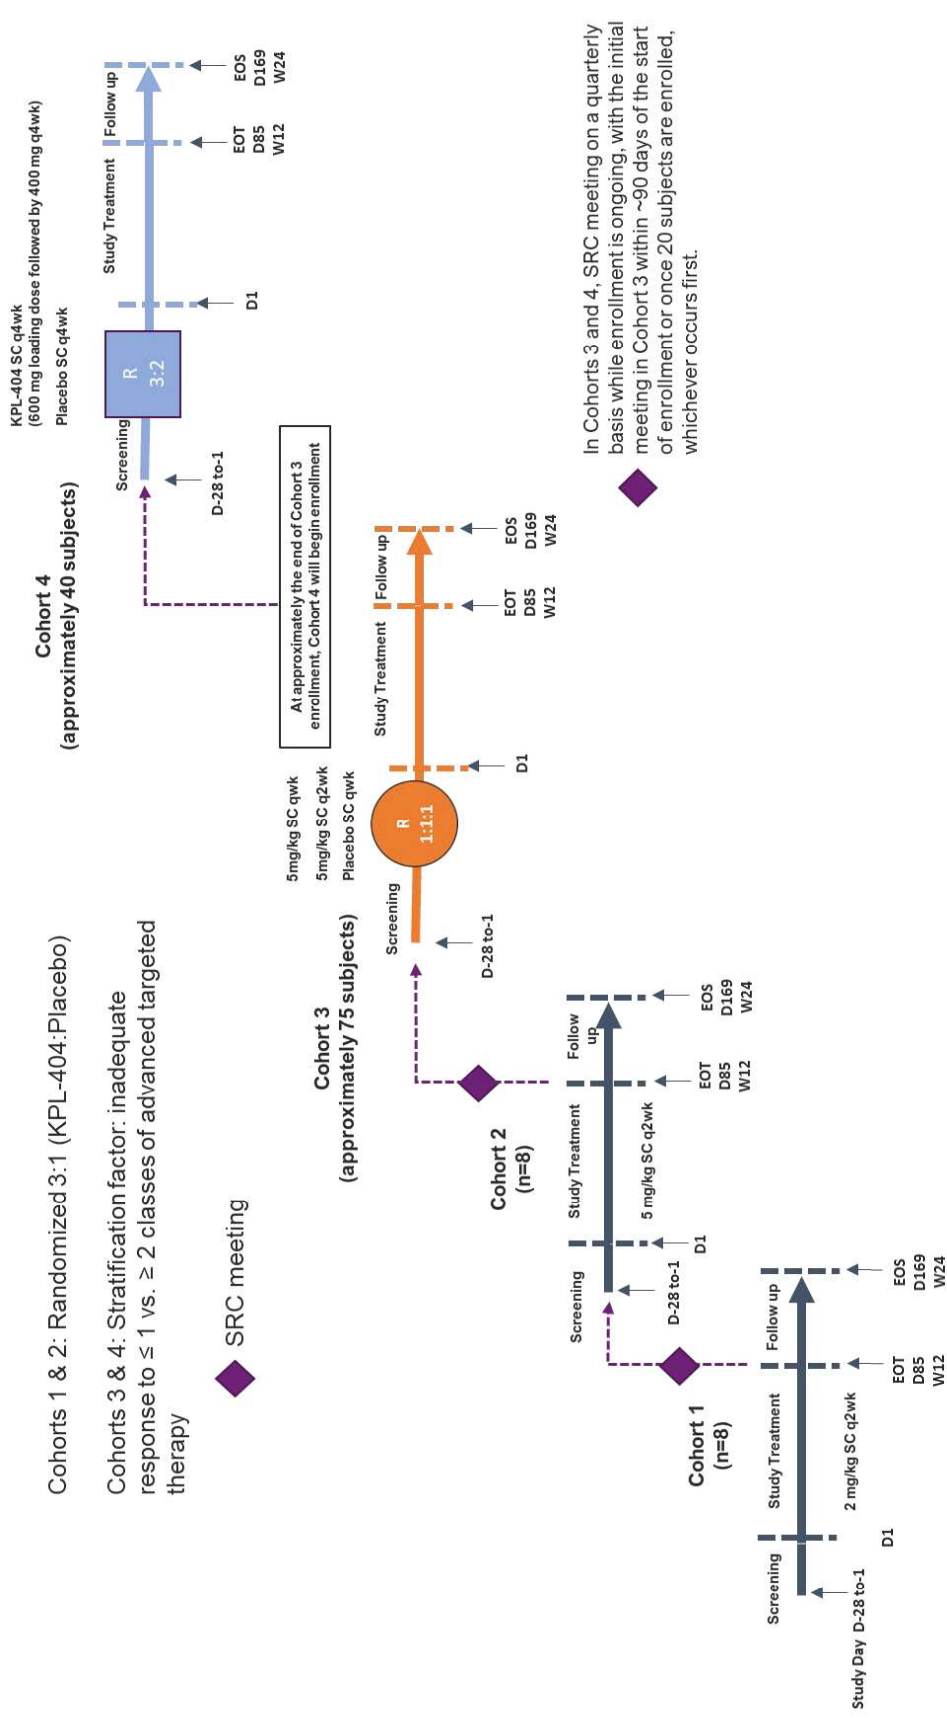 Cohorts 1 & 2: Randomized 3:1 (KPL-404:Placebo)
Cohorts 3 & 4: Stratification factor: inadequate
response to ≤ 1 vs. ≥ 2 classes of advanced targeted
therapy
SRC meeting
Cohort 1
(n=8)
Screening
Study Treatment
Follow up
2 mg/kg SC q2wk
Study Day D-28 to-1
D1
EOT
D85
W12
EOS
D169
W24
Cohort 2
(n=8)
Screening
Study Treatment
Follow
up
5 mg/kg SC q2wk
D-28 to-1
D1
EOT
D85
W12
EOS
D169
W24
Cohort 3
(approximately 75 subjects)
5mg/kg SC qwk
5mg/kg SC q2wk
Placebo SC qwk
Screening
R
1:1:1
Study Treatment
Follow up
D-28 to-1
D1
EOT
D85
W12
EOS
D169
W24
At approximately the end of Cohort 3
enrollment, Cohort 4 will begin enrollment
Cohort 4
(approximately 40 subjects)
KPL-404 SC q4wk
(600 mg loading dose followed by 400 mg q4wk)
Placebo SC q4wk
Screening
R
3:2
Study Treatment
Follow up
D-28 to-1
D1
EOT
D85
W12
EOS
D169
W24
In Cohorts 3 and 4, SRC meeting on a quarterly
basis while enrollment is ongoing, with the initial
meeting in Cohort 3 within ~90 days of the start
of enrollment or once 20 subjects are enrolled,
whichever occurs first.